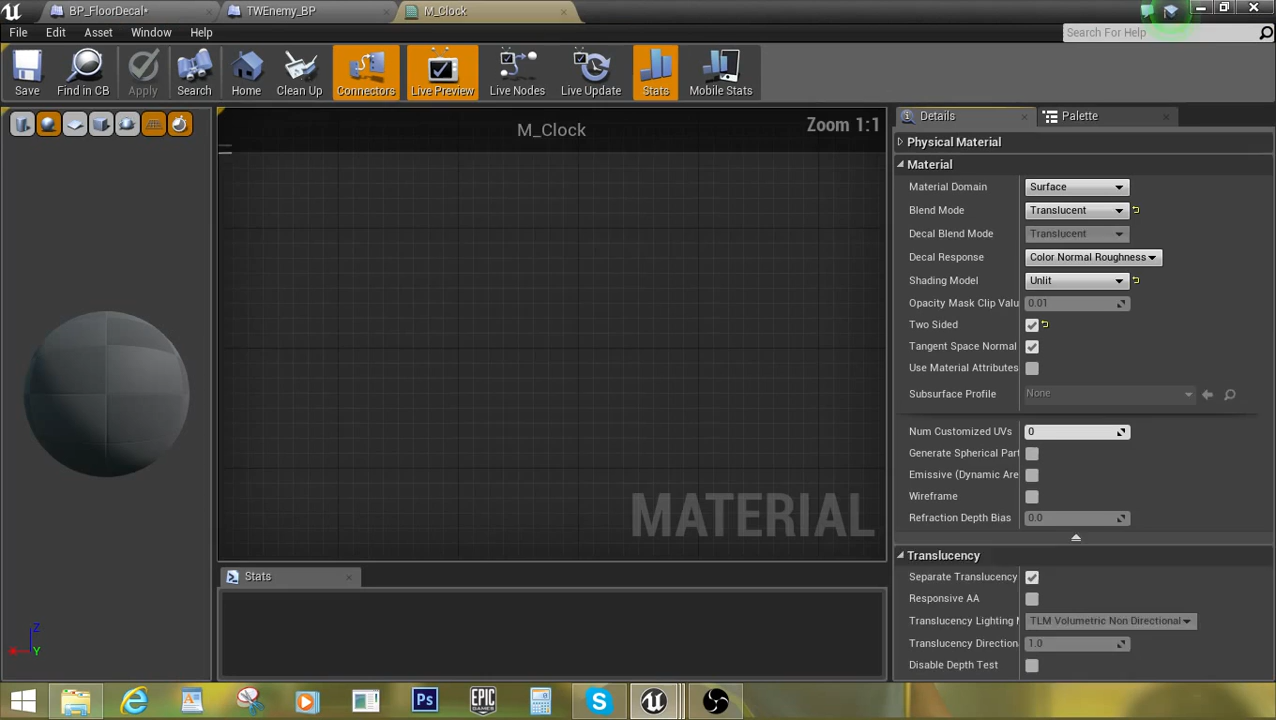 BP_FloorDecal*
TWEnemy_BP
M_Clock
File Edit Asset Window Help
Search For Help
Save
Find in CB
Apply
Search
Home
Clean Up
Connectors
Live Preview
Live Nodes
Live Update
Stats
Mobile Stats
M_Clock
Zoom 1:1
MATERIAL
Stats
Details
Palette
Physical Material
Material
Material Domain Surface
Blend Mode Translucent
Decal Blend Mode Translucent
Decal Response Color Normal Roughness
Shading Model Unlit
Opacity Mask Clip Valu 0.01
Two Sided
Tangent Space Normal
Use Material Attributes
Subsurface Profile None
Num Customized UVs 0
Generate Spherical Part
Emissive (Dynamic Are
Wireframe
Refraction Depth Bias 0.0
Translucency
Separate Translucency
Responsive AA
Translucency Lighting M TLM Volumetric Non Directional
Translucency Direction 1.0
Disable Depth Test
Z
Y
Ps
EPIC
GAMES